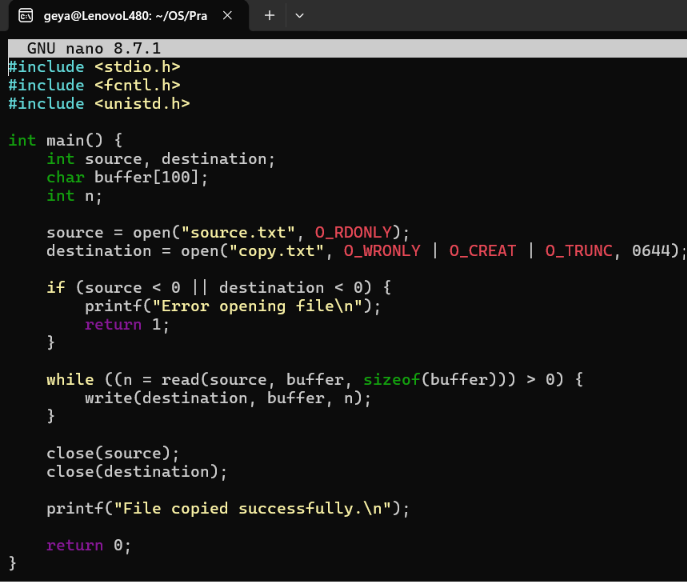 geya@LenovoL480: ~/OS/Pra
GNU nano 8.7.1
#include <stdio.h>
#include <fcntl.h>
#include <unistd.h>

int main() {
    int source, destination;
    char buffer[100];
    int n;

    source = open("source.txt", O_RDONLY);
    destination = open("copy.txt", O_WRONLY | O_CREAT | O_TRUNC, 0644);

    if (source < 0 || destination < 0) {
        printf("Error opening file\n");
        return 1;
    }

    while ((n = read(source, buffer, sizeof(buffer))) > 0) {
        write(destination, buffer, n);
    }

    close(source);
    close(destination);

    printf("File copied successfully.\n");

    return 0;
}